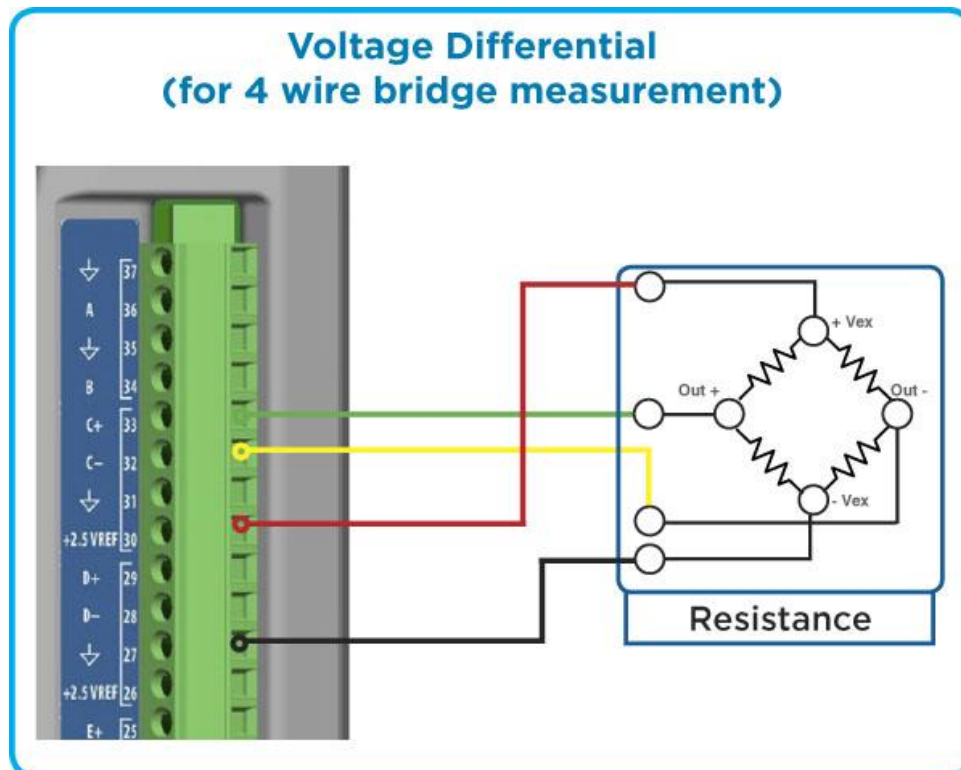 Voltage Differential
(for 4 wire bridge measurement)
37
A 36
35
B 34
C+ 33
C− 32
31
+2.5 VREF 30
D+ 29
D− 28
27
+2.5 VREF 26
E+ 25
+ Vex
Out +
Out -
- Vex
Resistance